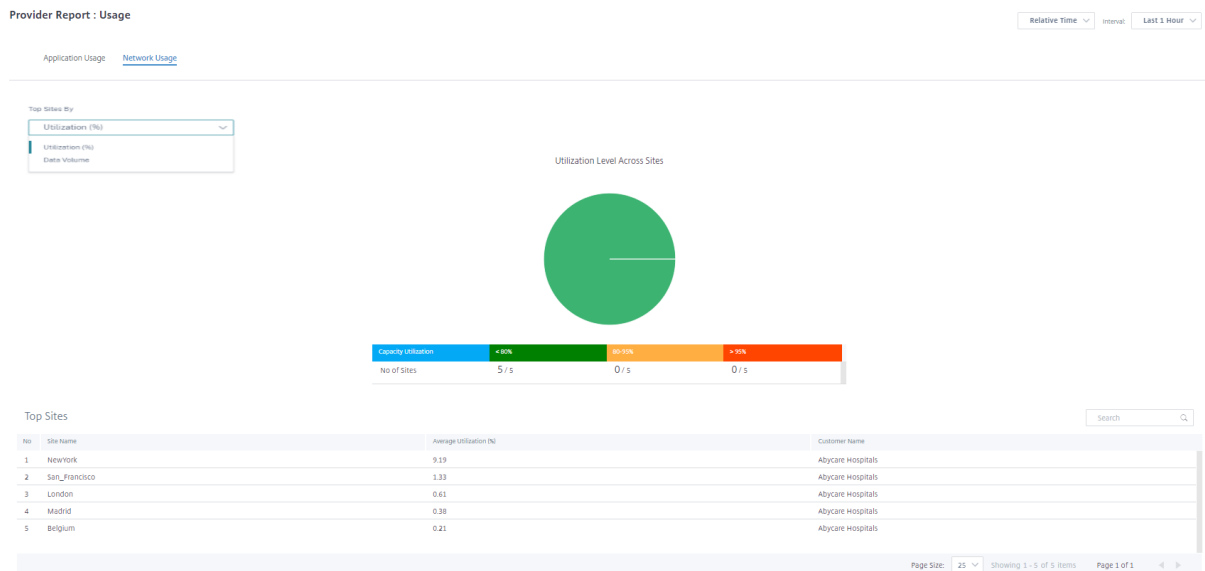 Provider Report : Usage
Relative Time Interval: Last 1 Hour
Application Usage Network Usage
Top Sites By
Utilization (%)
Utilization (%)
Data Volume
Utilization Level Across Sites
Capacity Utilization < 80% 80-95% > 95%
No of Sites 5 / 5 0 / 5 0 / 5
Top Sites
Search
No Site Name Average Utilization (%) Customer Name
1 NewYork 9.19 Abycare Hospitals
2 San_Francisco 1.33 Abycare Hospitals
3 London 0.61 Abycare Hospitals
4 Madrid 0.38 Abycare Hospitals
5 Belgium 0.21 Abycare Hospitals
Page Size: 25 Showing 1 - 5 of 5 items Page 1 of 1